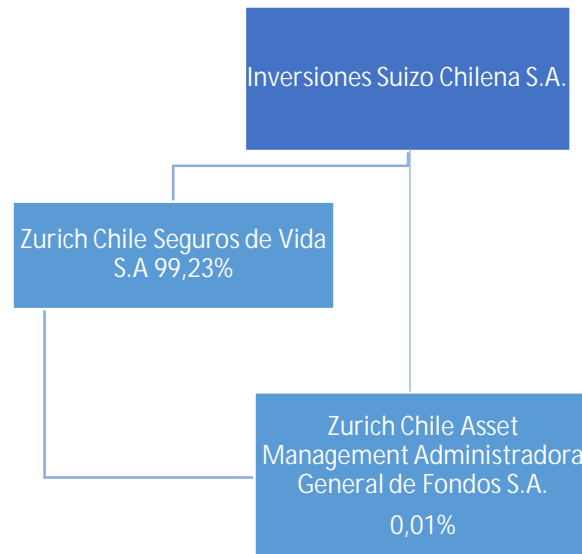 Inversiones Suizo Chilena S.A.
Zurich Chile Seguros de Vida
S.A 99,23%
Zurich Chile Asset
Management Administradora
General de Fondos S.A.
0,01%